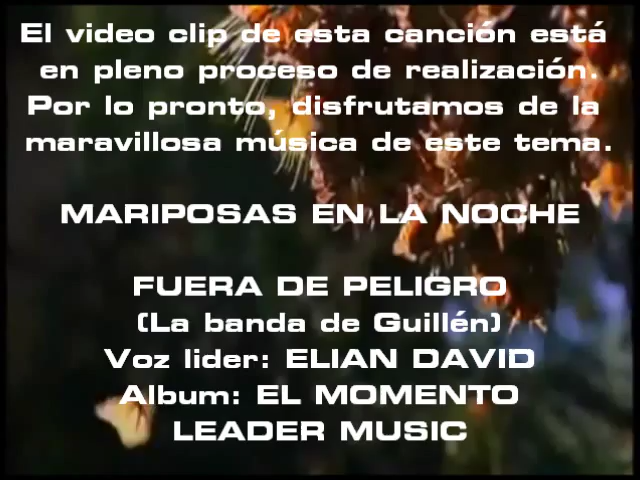 El video clip de esta canción está
en pleno proceso de realización.
Por lo pronto, disfrutamos de la
maravillosa música de este tema.
MARIPOSAS EN LA NOCHE
FUERA DE PELIGRO
(La banda de Guillén)
Voz lider: ELIAN DAVID
Album: EL MOMENTO
LEADER MUSIC